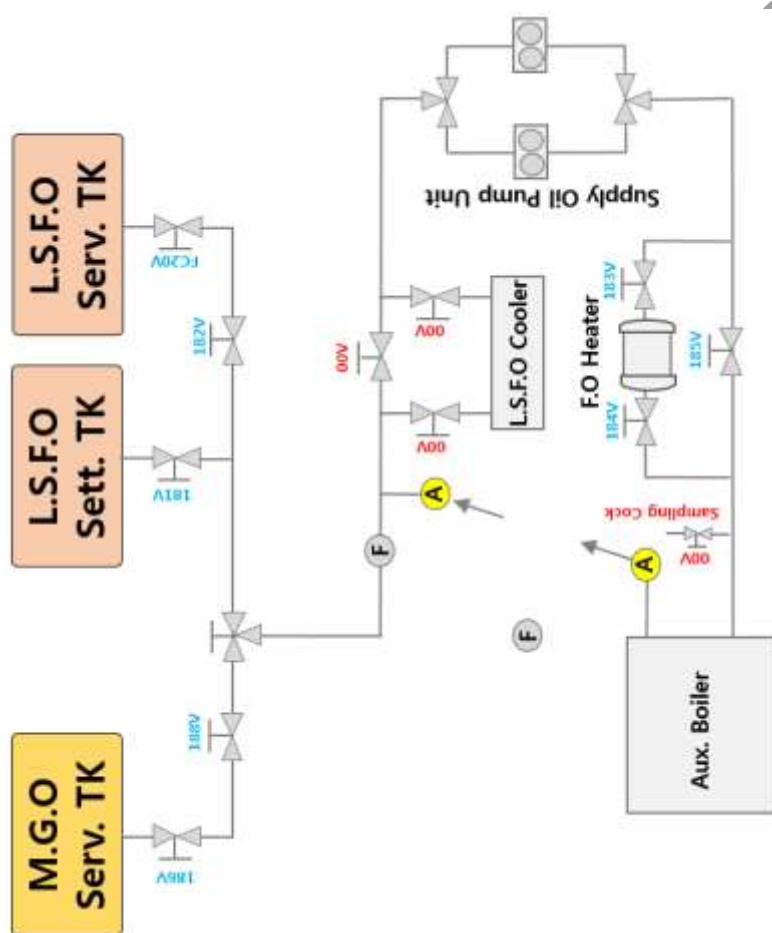 L.S.F.O
Serv. TK
L.S.F.O
Sett. TK
M.G.O
Serv. TK
FC20V
182V
181V
188V
186V
00V
00V
00V
L.S.F.O Cooler
Supply Oil Pump Unit
183V
F.O Heater
185V
184V
Sampling Cock
00V
A
A
F
F
Aux. Boiler